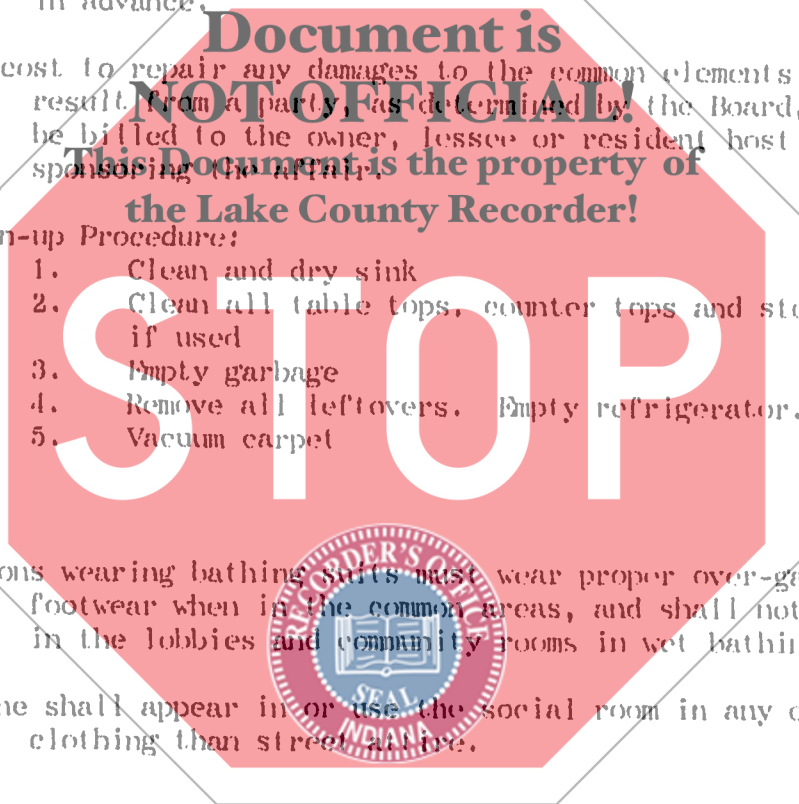 in advance.
Document is
cost to repair any damages to the common elements
NOT OFFICIAL!
result from a party, as determined by the Board,
be billed to the owner, lessee or resident host
This Document is the property of
sponsoring the affair.
the Lake County Recorder!
n-up Procedure:
1. Clean and dry sink
2. Clean all table tops, counter tops and sto
if used
3. Empty garbage
4. Remove all leftovers. Empty refrigerator.
5. Vacuum carpet
STOP
RECORDER'S OFFICE
ons wearing bathing suits must wear proper over-ga
footwear when in the common areas, and shall not
in the lobbies and community rooms in wet bathin
SEAL
INDIANA
ne shall appear in or use the social room in any o
clothing than street attire.